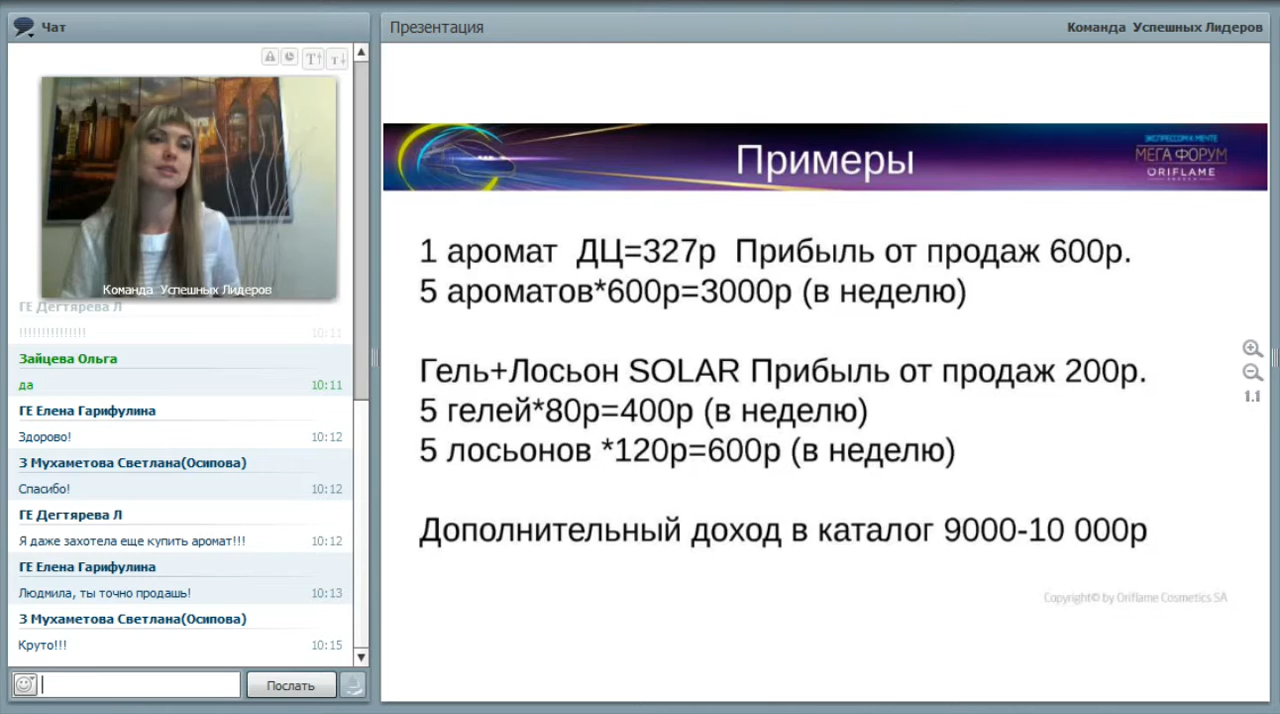 Чат
Команда Успешных Лидеров
ГЕ Дегтярева Л
!!!!!!!!!!!!!!! 10:11
Зайцева Ольга
да 10:11
ГЕ Елена Гарифулина
Здорово! 10:12
З Мухаметова Светлана(Осипова)
Спасибо! 10:12
ГЕ Дегтярева Л
Я даже захотела еще купить аромат!!! 10:12
ГЕ Елена Гарифулина
Людмила, ты точно продашь! 10:13
З Мухаметова Светлана(Осипова)
Круто!!! 10:15
Послать
Презентация
Команда Успешных Лидеров
Примеры
ЭКСПРЕССОМ К МЕЧТЕ
МЕГА ФОРУМ
ORIFLAME
1 аромат ДЦ=327р Прибыль от продаж 600р.
5 ароматов*600р=3000р (в неделю)
Гель+Лосьон SOLAR Прибыль от продаж 200р.
5 гелей*80р=400р (в неделю)
5 лосьонов *120р=600р (в неделю)
Дополнительный доход в каталог 9000-10 000р
Copyright© by Oriflame Cosmetics SA
1.1